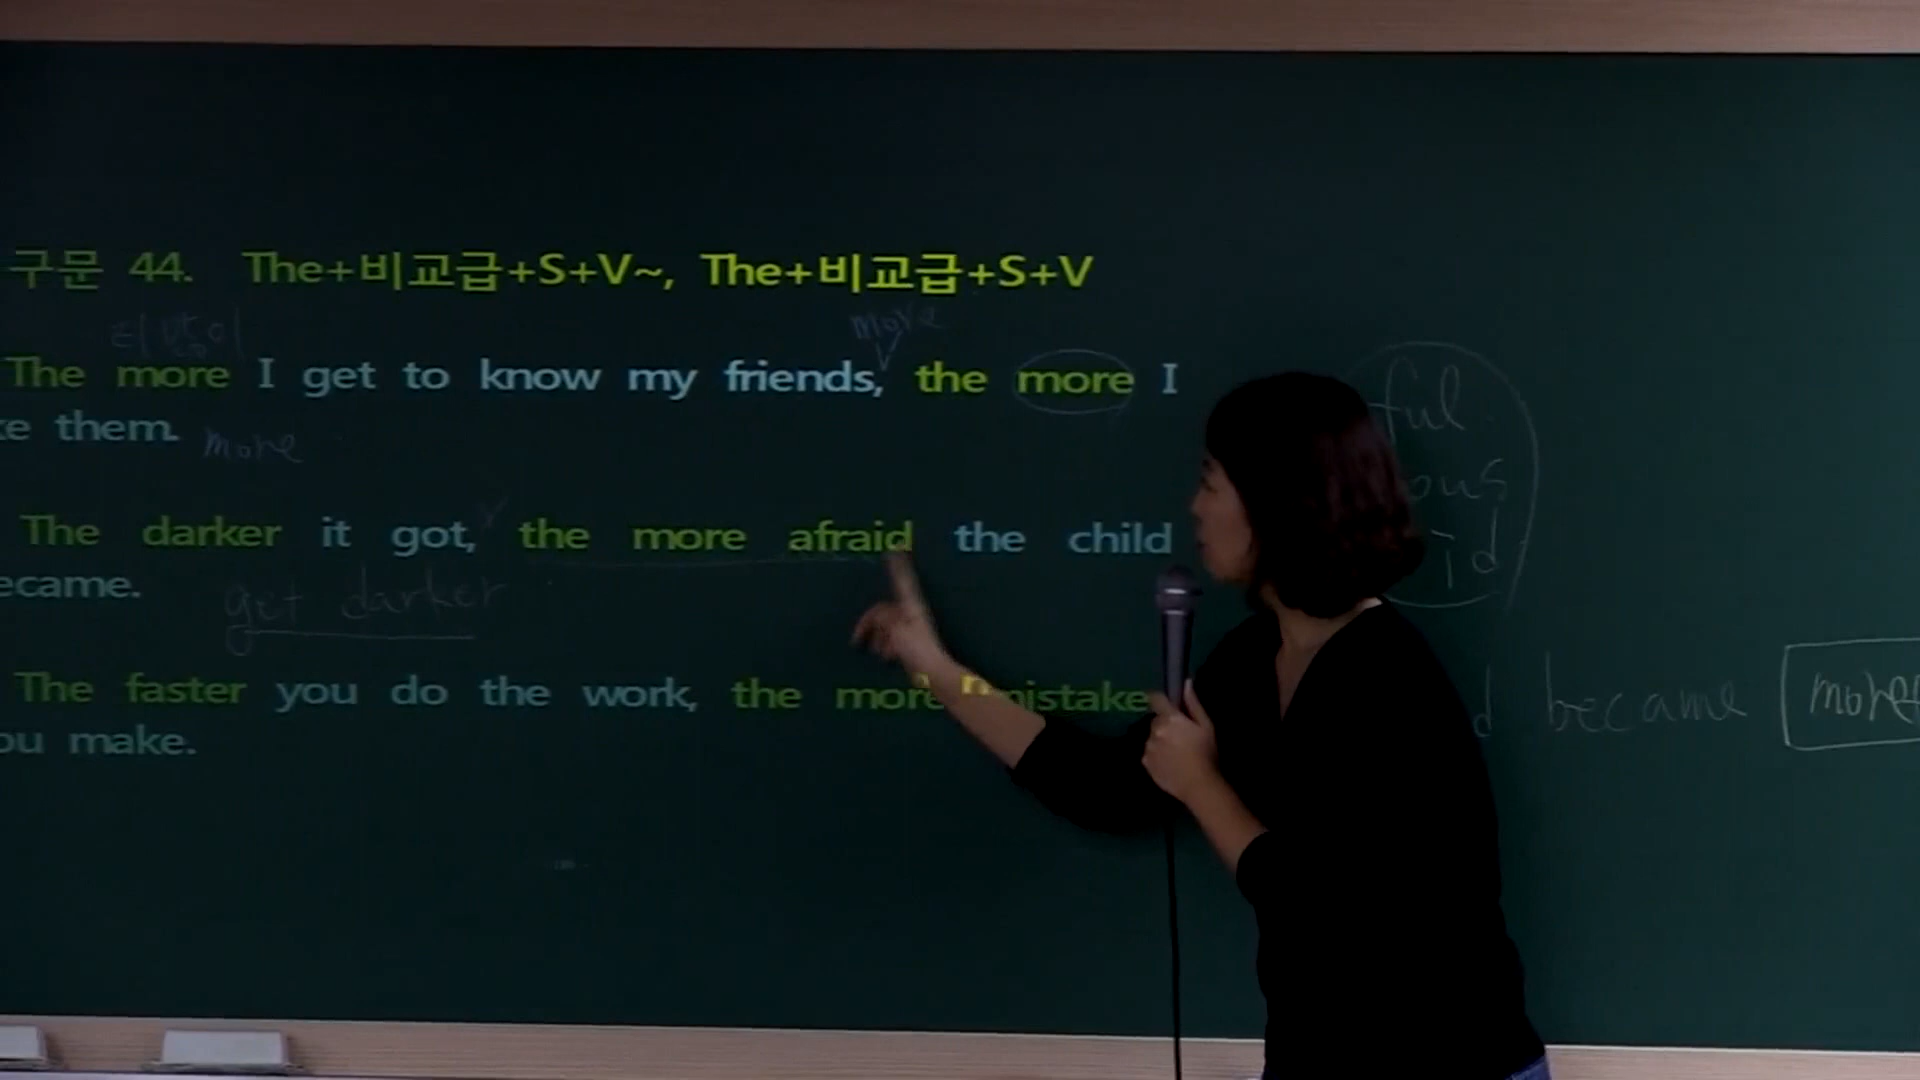 구문 44. The+비교급+S+V~, The+비교급+S+V
more
The more I get to know my friends, the more I
ke them. more
The darker it got, the more afraid the child
ecame.
get darker
The faster you do the work, the more mistake
ou make.
ful
ous
id
d became more